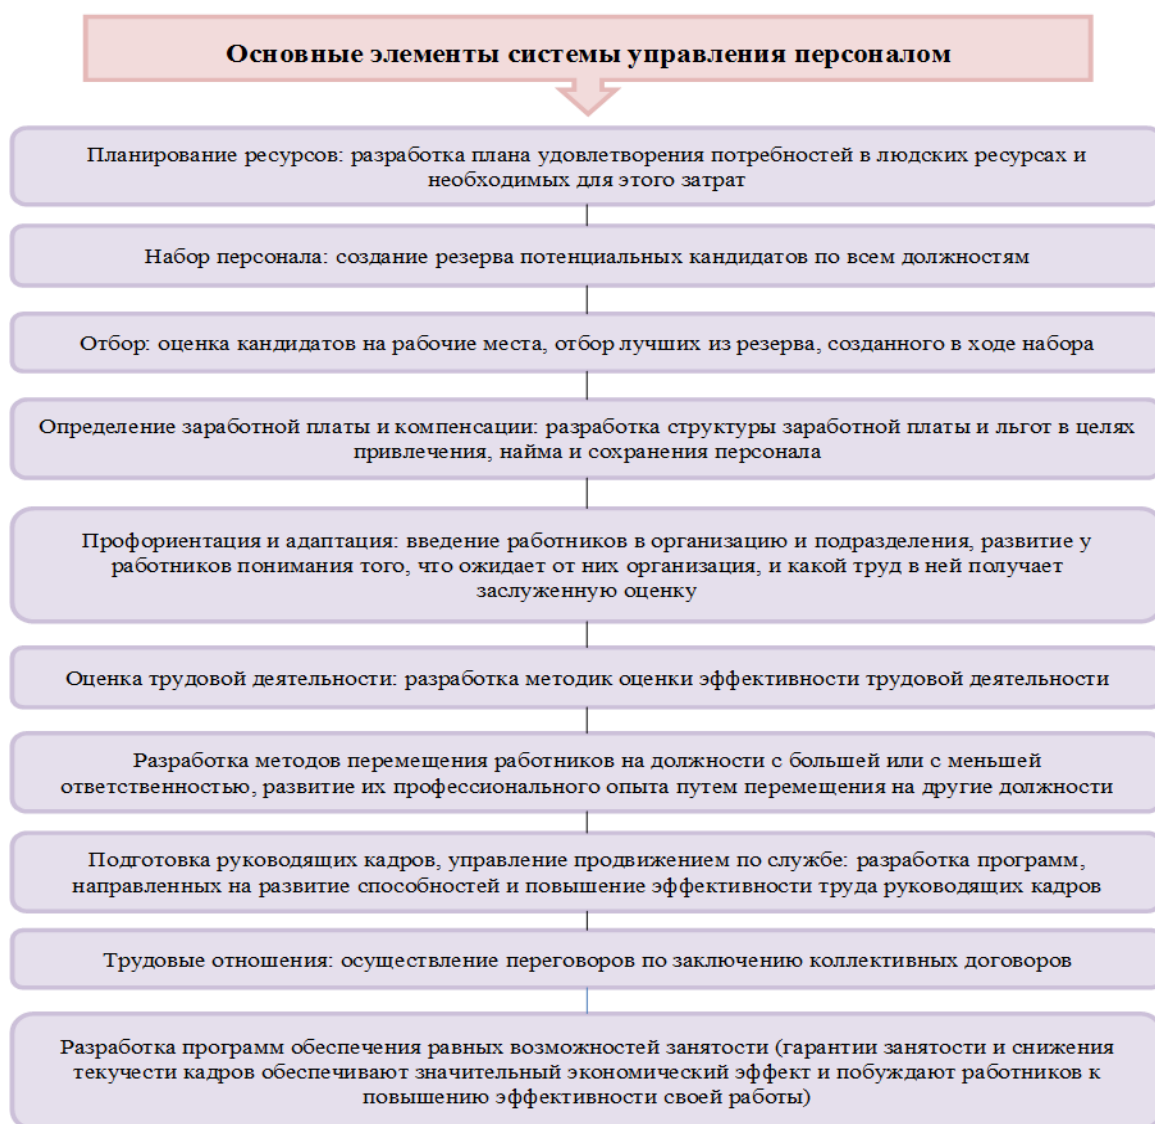 Основные элементы системы управления персоналом
Планирование ресурсов: разработка плана удовлетворения потребностей в людских ресурсах и
необходимых для этого затрат
Набор персонала: создание резерва потенциальных кандидатов по всем должностям
Отбор: оценка кандидатов на рабочие места, отбор лучших из резерва, созданного в ходе набора
Определение заработной платы и компенсации: разработка структуры заработной платы и льгот в целях
привлечения, найма и сохранения персонала
Профориентация и адаптация: введение работников в организацию и подразделения, развитие у
работников понимания того, что ожидает от них организация, и какой труд в ней получает
заслуженную оценку
Оценка трудовой деятельности: разработка методик оценки эффективности трудовой деятельности
Разработка методов перемещения работников на должности с большей или с меньшей
ответственностью, развитие их профессионального опыта путем перемещения на другие должности
Подготовка руководящих кадров, управление продвижением по службе: разработка программ,
направленных на развитие способностей и повышение эффективности труда руководящих кадров
Трудовые отношения: осуществление переговоров по заключению коллективных договоров
Разработка программ обеспечения равных возможностей занятости (гарантии занятости и снижения
текучести кадров обеспечивают значительный экономический эффект и побуждают работников к
повышению эффективности своей работы)